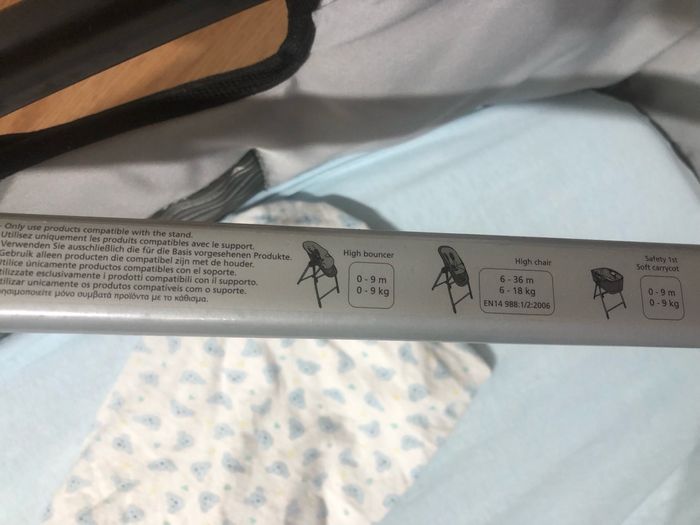 - Only use products compatible with the stand.
Utilisez uniquement les produits compatibles avec le support.
Verwenden Sie ausschließlich die für die Basis vorgesehenen Produkte.
Gebruik alleen producten die compatibel zijn met de houder.
Utilice únicamente productos compatibles con el soporte.
Utilizzate esclusivamente i prodotti compatibili con il supporto.
Utilizar unicamente os produtos compatíveis com o suporte.
μόνο συμβατά προϊόντα με το κάθισμα.
High bouncer
0 - 9 m
0 - 9 kg
High chair
6 - 36 m
6 - 18 kg
EN14 988:1/2:2006
Safety 1st
Soft carrycot
0 - 9 m
0 - 9 kg